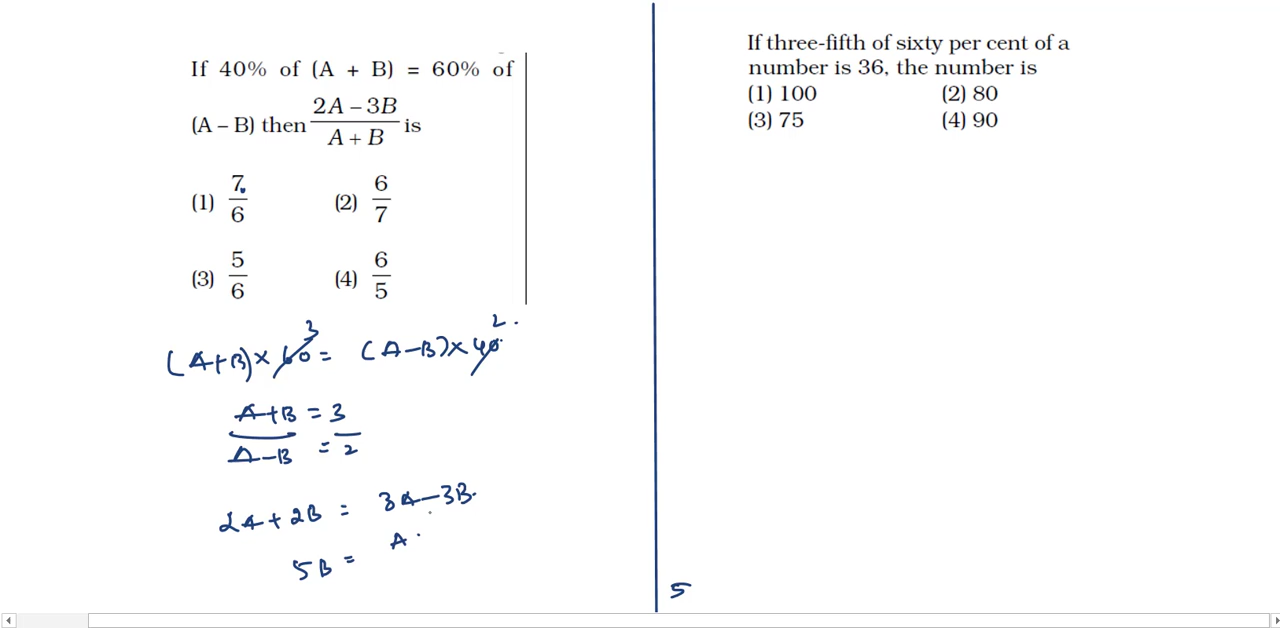 If 40% of (A + B) = 60% of
(A – B) then (2A – 3B)/(A + B) is
(1) 7/6 (2) 6/7
(3) 5/6 (4) 6/5
(A+B) × 60 3 = (A–B) × 40 2
A+B = 3
A–B = 2
2A + 2B = 3A – 3B
5B = A
If three-fifth of sixty per cent of a
number is 36, the number is
(1) 100 (2) 80
(3) 75 (4) 90
5